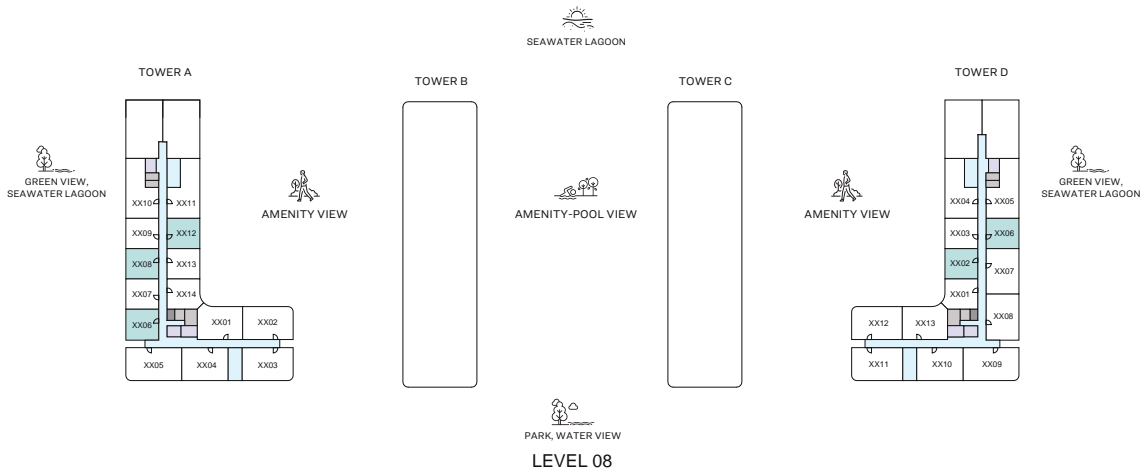 SEAWATER LAGOON
TOWER A
TOWER B
TOWER C
TOWER D
GREEN VIEW,
SEAWATER LAGOON
AMENITY VIEW
AMENITY-POOL VIEW
AMENITY VIEW
GREEN VIEW,
SEAWATER LAGOON
XX10 XX11
XX09 XX12
XX08 XX13
XX07 XX14
XX06 XX01 XX02
XX05 XX04 XX03
XX04 XX05
XX03 XX06
XX02 XX07
XX01 XX08
XX12 XX13
XX11 XX10 XX09
PARK, WATER VIEW
LEVEL 08